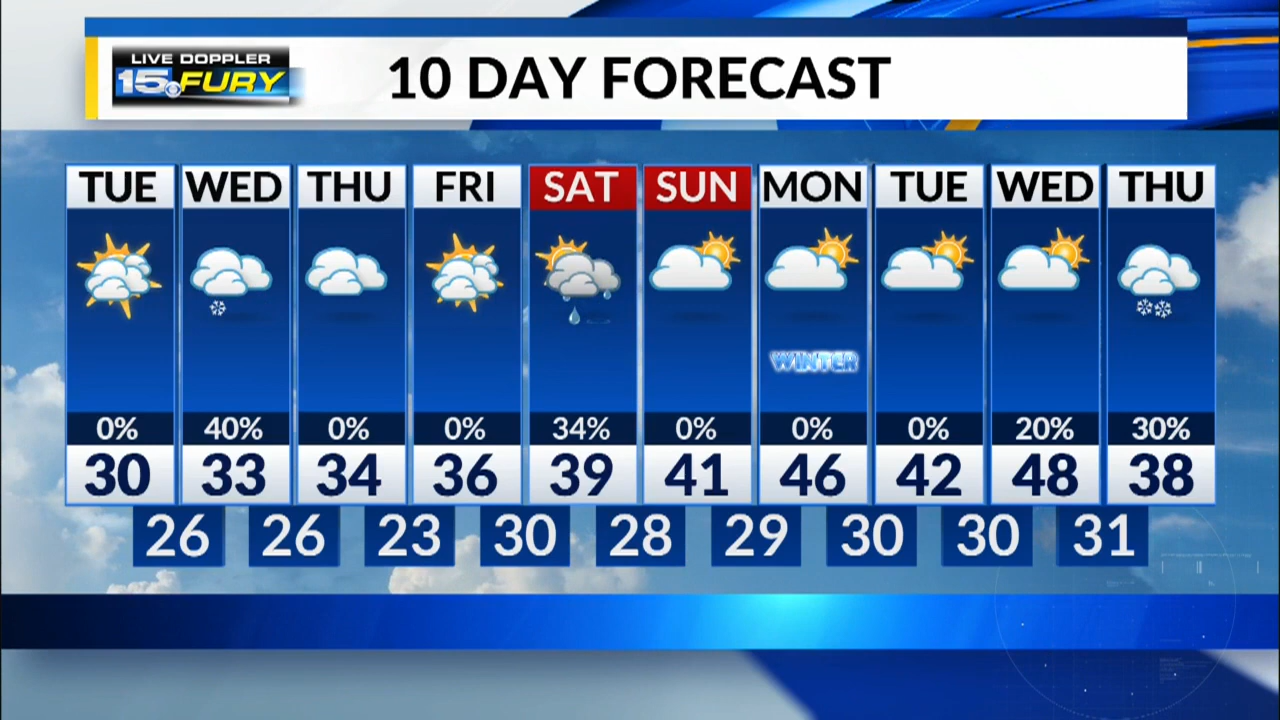 LIVE DOPPLER
15 FURY
10 DAY FORECAST
TUE WED THU FRI SAT SUN MON TUE WED THU
WINTER
0% 40% 0% 0% 34% 0% 0% 0% 20% 30%
30 33 34 36 39 41 46 42 48 38
26 26 23 30 28 29 30 30 31